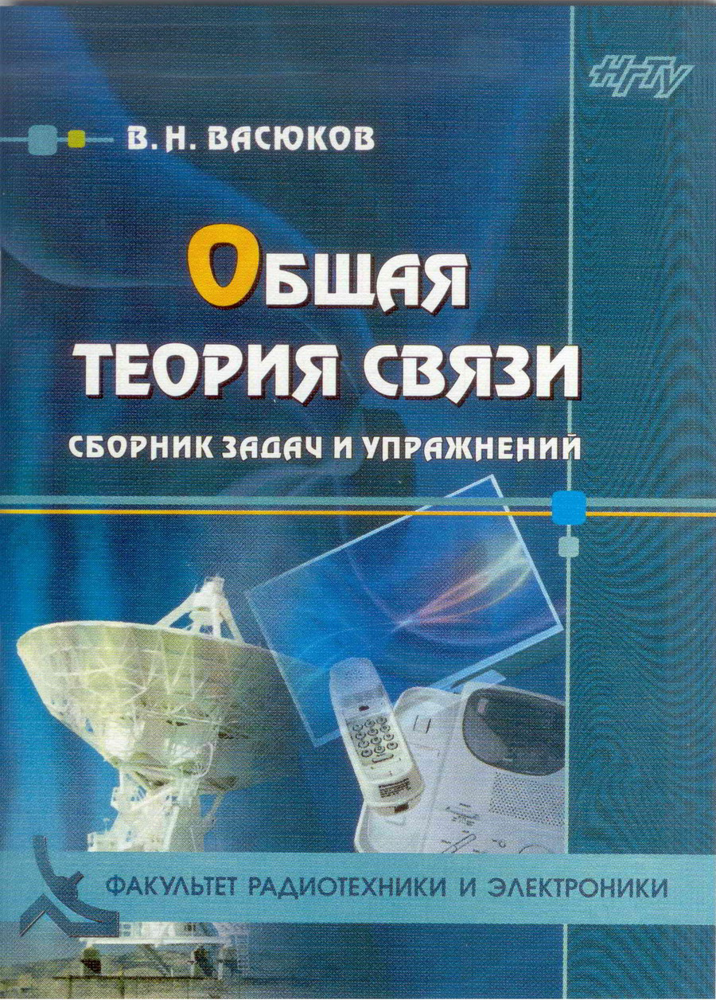 НГТУ
В. Н. ВАСЮКОВ
ОБЩАЯ
ТЕОРИЯ СВЯЗИ
СБОРНИК ЗАДАЧ И УПРАЖНЕНИЙ
ФАКУЛЬТЕТ РАДИОТЕХНИКИ И ЭЛЕКТРОНИКИ